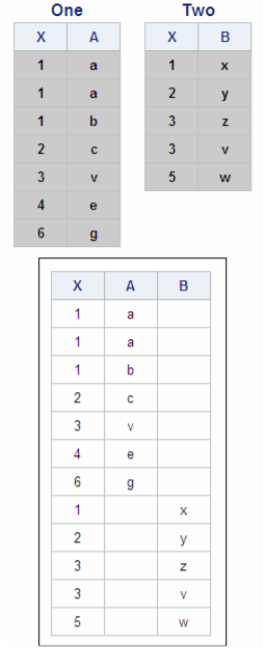 One Two
X A X B
1 a 1 x
1 a 2 y
1 b 3 z
2 c 3 v
3 v 5 w
4 e
6 g
X A B
1 a
1 a
1 b
2 c
3 v
4 e
6 g
1 x
2 y
3 z
3 v
5 w